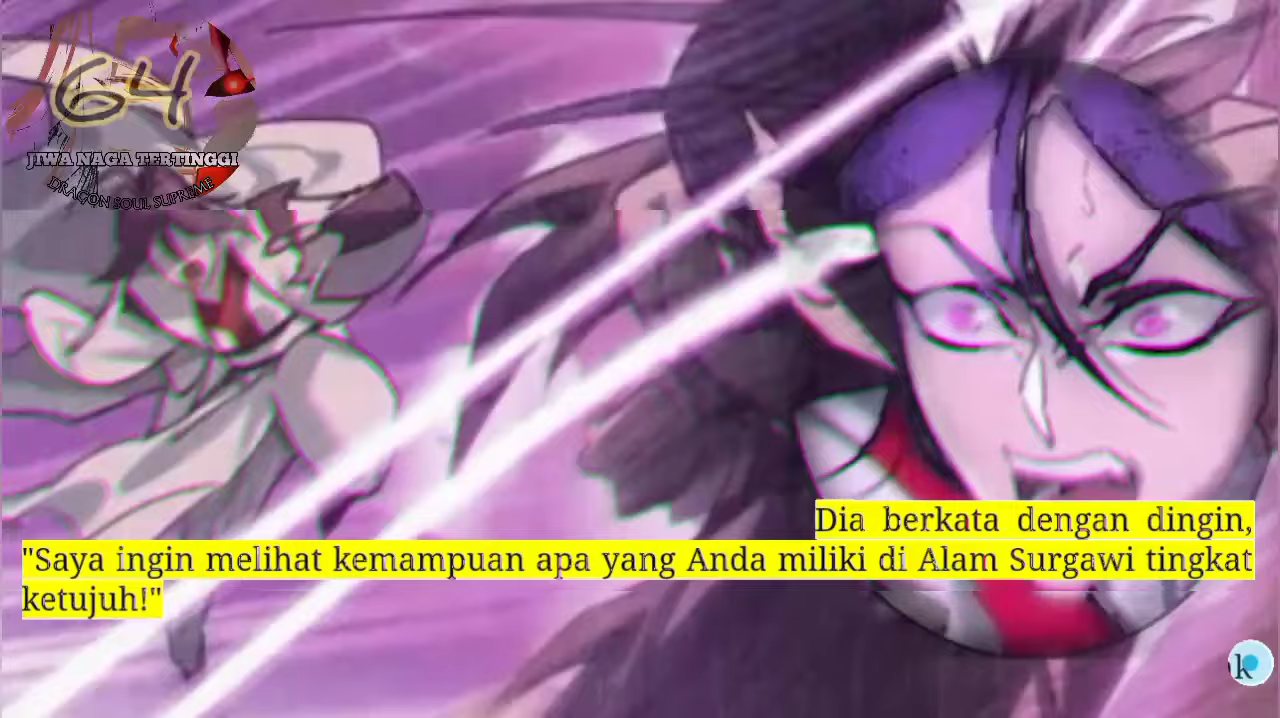 64
JIWA NAGA TERTINGGI
DRAGON SOUL SUPREME
Dia berkata dengan dingin,
"Saya ingin melihat kemampuan apa yang Anda miliki di Alam Surgawi tingkat
ketujuh!"
k